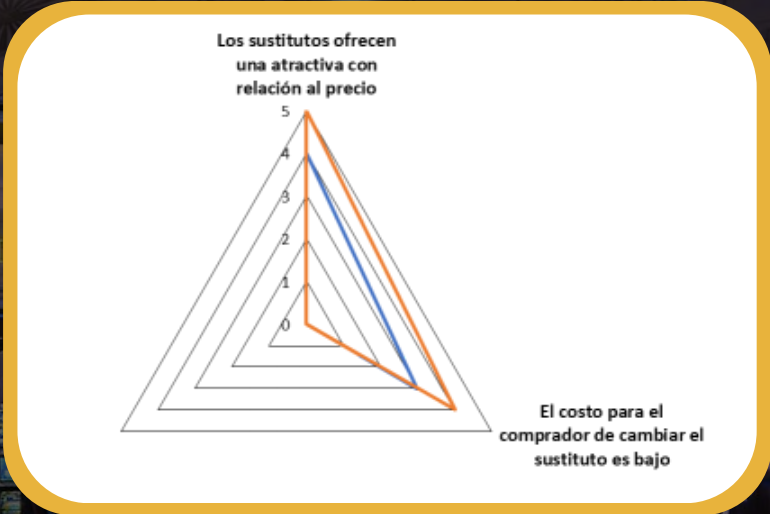 Los sustitutos ofrecen
una atractiva con
relación al precio
5
4
3
2
1
0
El costo para el
comprador de cambiar el
sustituto es bajo